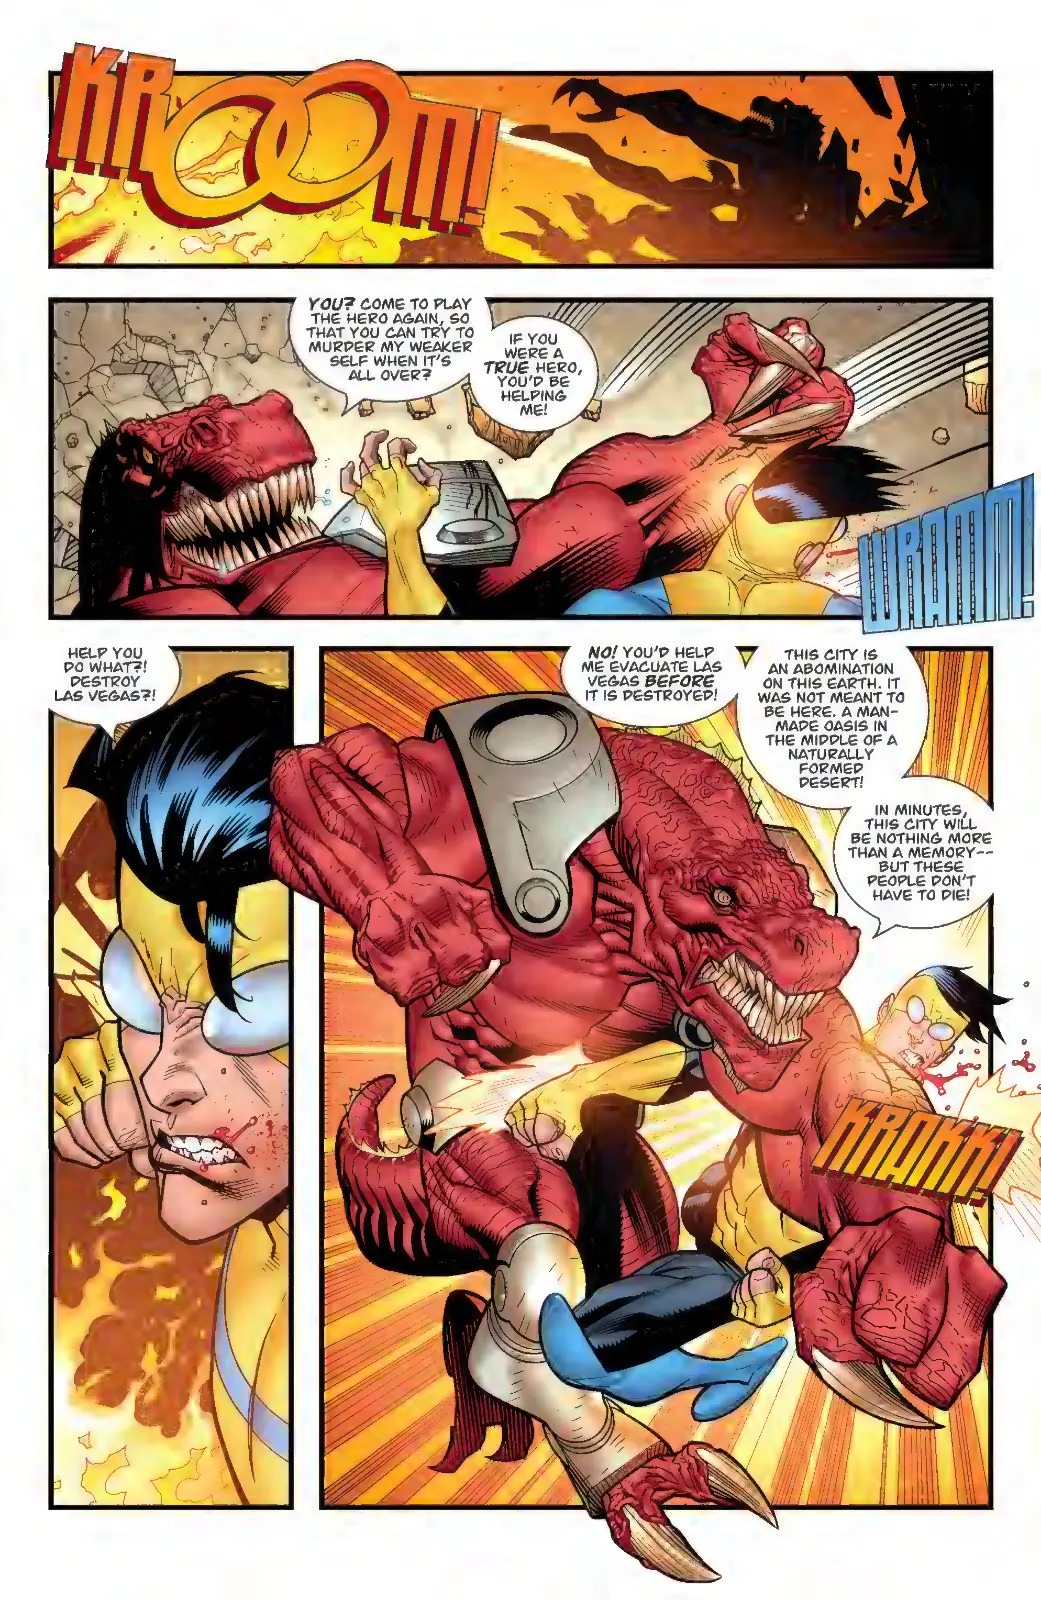 KROOM!
YOU? COME TO PLAY
THE HERO AGAIN, SO
THAT YOU CAN TRY TO
MURDER MY WEAKER
SELF WHEN IT'S
ALL OVER?
IF YOU
WERE A
TRUE HERO,
YOU'D BE
HELPING
ME!
WRAMM!
HELP YOU
DO WHAT?!
DESTROY
LAS VEGAS?!
NO! YOU'D HELP
ME EVACUATE LAS
VEGAS BEFORE
IT IS DESTROYED!
THIS CITY IS
AN ABOMINATION
ON THIS EARTH. IT
WAS NOT MEANT TO
BE HERE. A MAN-
MADE OASIS IN
THE MIDDLE OF A
NATURALLY
FORMED
DESERT!
IN MINUTES,
THIS CITY WILL
BE NOTHING MORE
THAN A MEMORY--
BUT THESE
PEOPLE DON'T
HAVE TO DIE!
KRAKK!